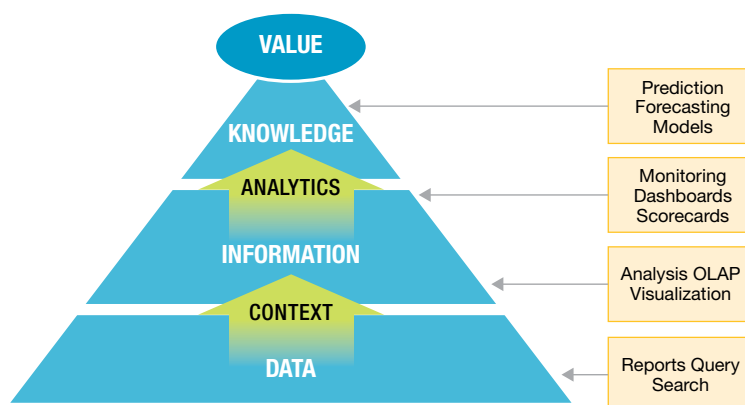 VALUE
KNOWLEDGE
ANALYTICS
INFORMATION
CONTEXT
DATA
Prediction
Forecasting
Models
Monitoring
Dashboards
Scorecards
Analysis OLAP
Visualization
Reports Query
Search